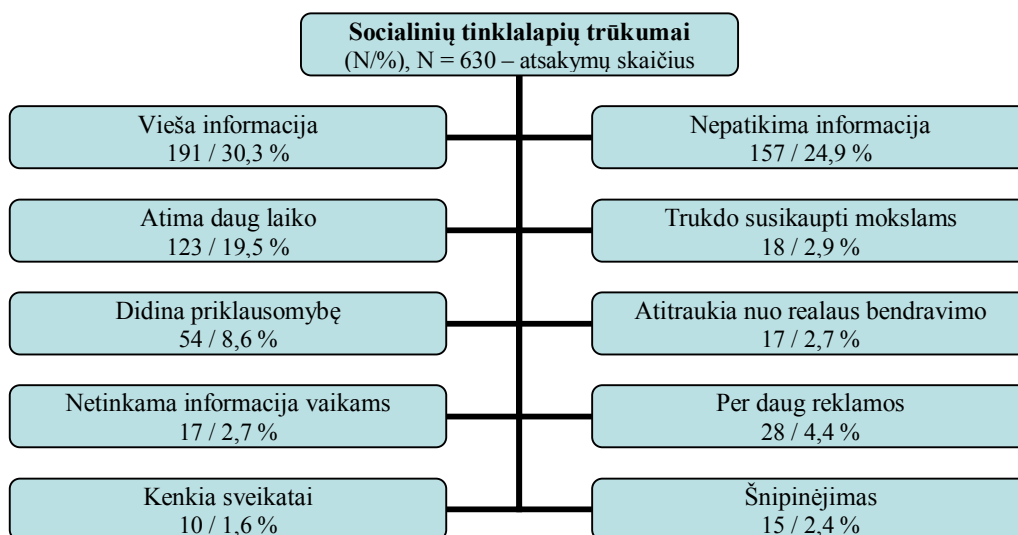 Socialinių tinklalapių trūkumai
(N/%), N = 630 – atsakymų skaičius
Vieša informacija
191 / 30,3 %
Nepatikima informacija
157 / 24,9 %
Atima daug laiko
123 / 19,5 %
Trukdo susikaupti mokslams
18 / 2,9 %
Didina priklausomybę
54 / 8,6 %
Atitraukia nuo realaus bendravimo
17 / 2,7 %
Netinkama informacija vaikams
17 / 2,7 %
Per daug reklamos
28 / 4,4 %
Kenkia sveikatai
10 / 1,6 %
Šnipinėjimas
15 / 2,4 %